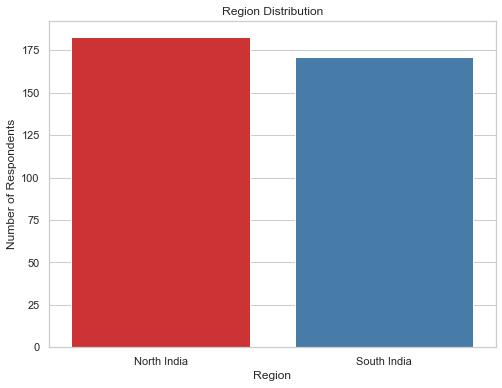 Region Distribution
Number of Respondents
175
150
125
100
75
50
25
0
North India
South India
Region